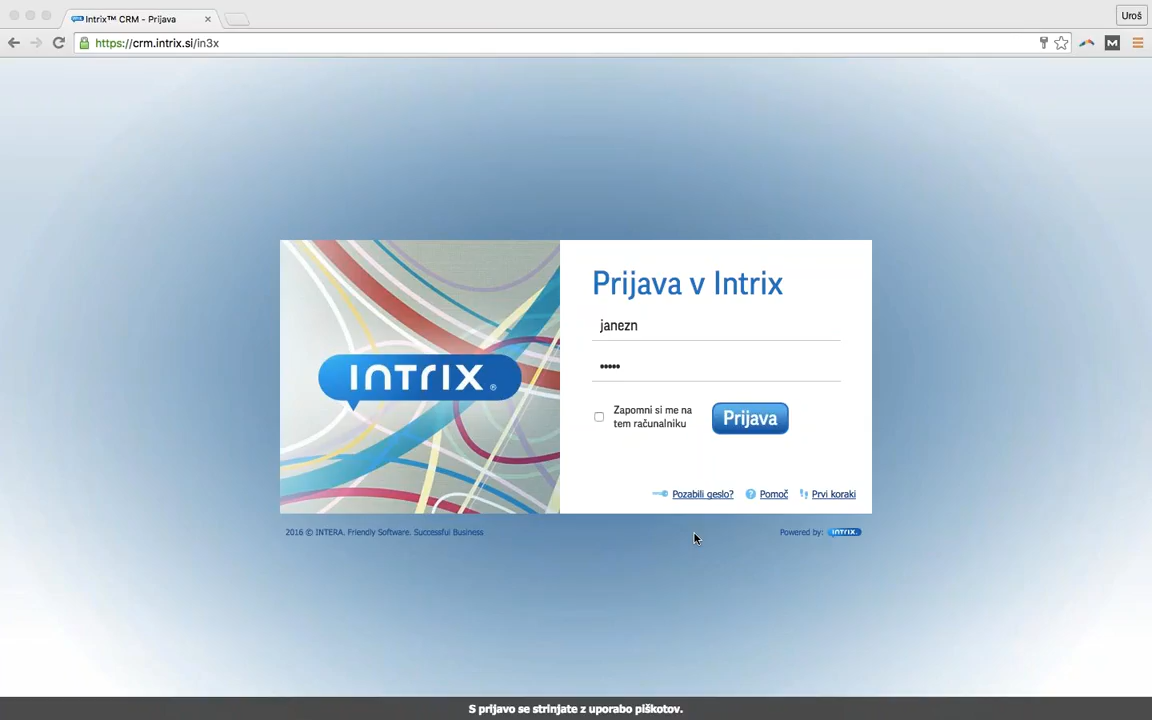 Intrix™ CRM - Prijava
Uroš
https://crm.intrix.si/in3x
M
Prijava v Intrix
janezn
INTRIX®
•••••
Zapomni si me na
tem računalniku
Prijava
Pozabili geslo? Pomoč Prvi koraki
2016 © INTERA. Friendly Software. Successful Business
Powered by: INTRIX
S prijavo se strinjate z uporabo piškotov.